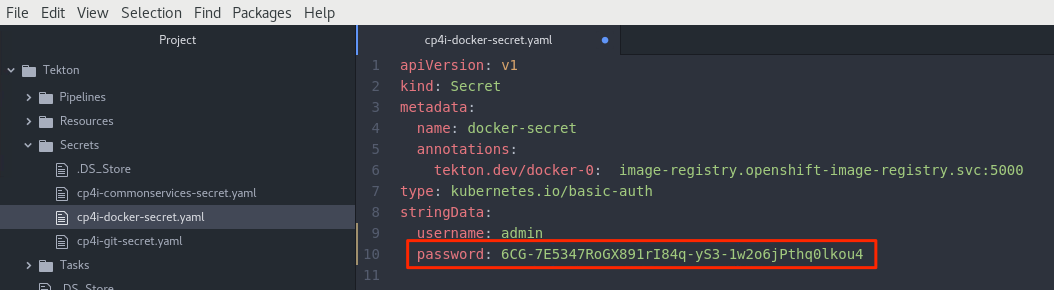 File Edit View Selection Find Packages Help
Project
cp4i-docker-secret.yaml
Tekton
Pipelines
Resources
Secrets
.DS_Store
cp4i-commonservices-secret.yaml
cp4i-docker-secret.yaml
cp4i-git-secret.yaml
Tasks
.DS_Store
1 apiVersion: v1
2 kind: Secret
3 metadata:
4 name: docker-secret
5 annotations:
6 tekton.dev/docker-0: image-registry.openshift-image-registry.svc:5000
7 type: kubernetes.io/basic-auth
8 stringData:
9 username: admin
10 password: 6CG-7E5347RoGX891rI84q-yS3-1w2o6jPthq0lkou4
11